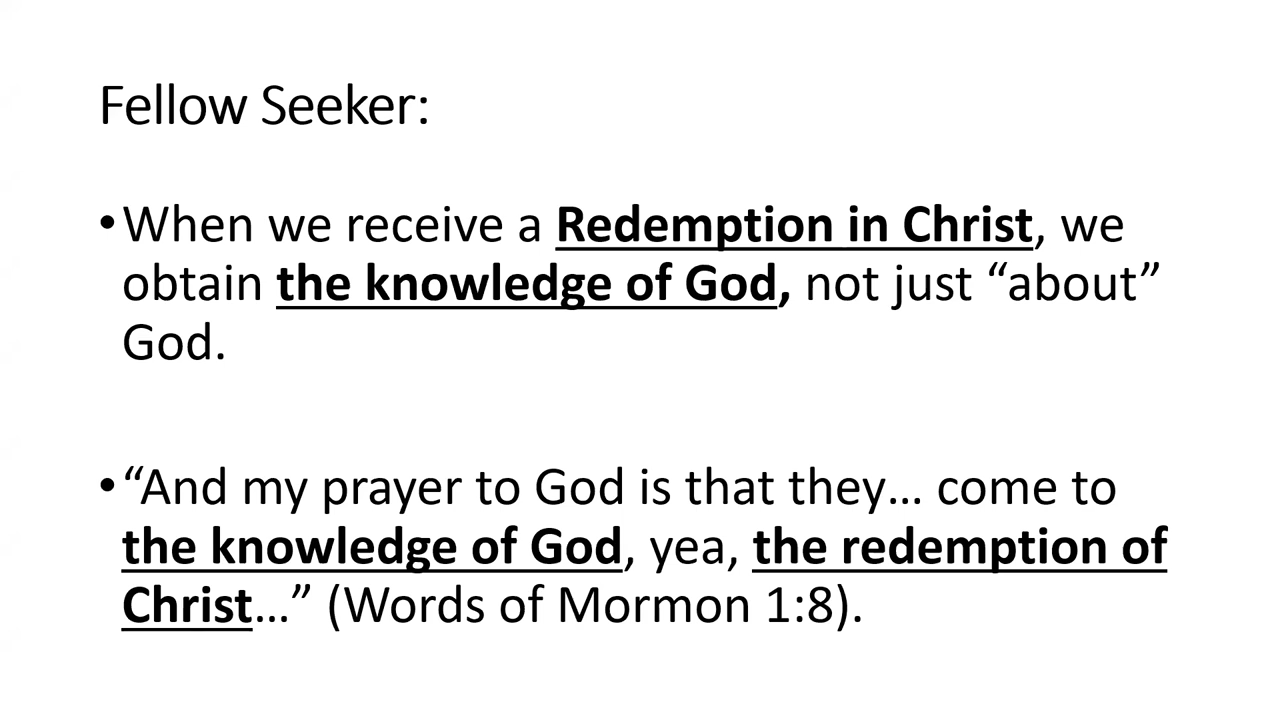 Fellow Seeker:
•When we receive a Redemption in Christ, we
obtain the knowledge of God, not just “about”
God.
•“And my prayer to God is that they… come to
the knowledge of God, yea, the redemption of
Christ…” (Words of Mormon 1:8).